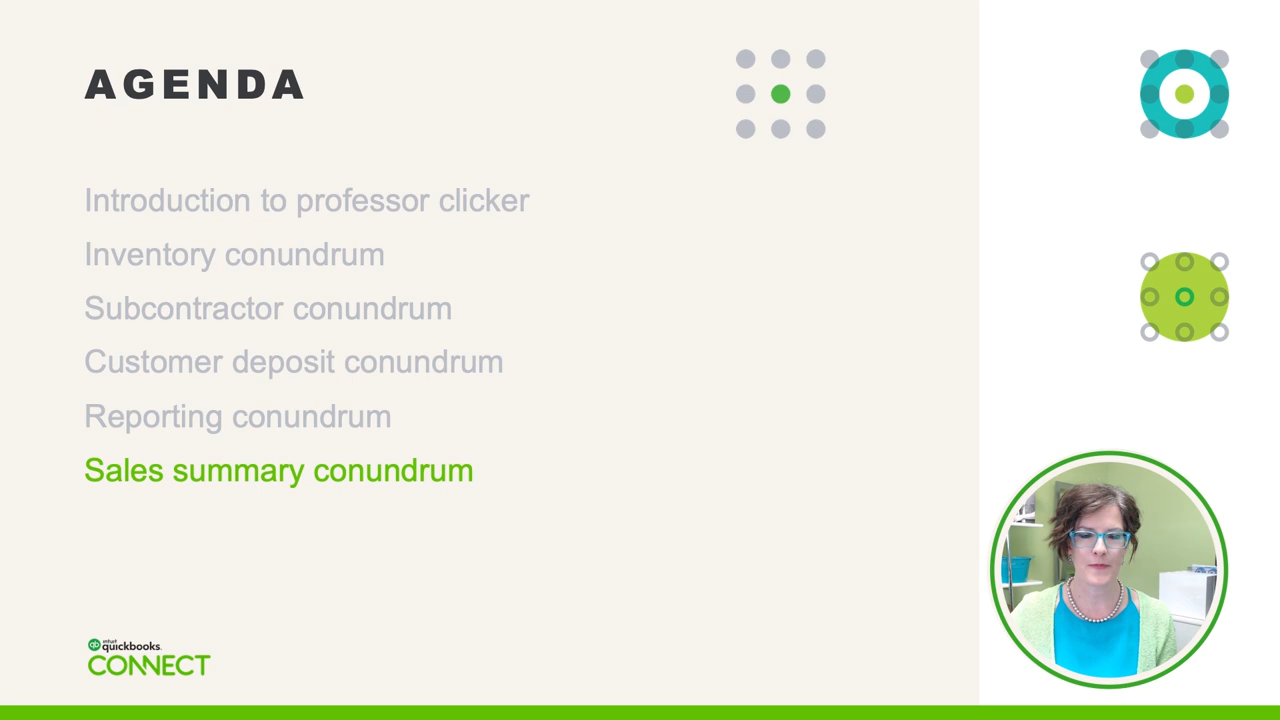 AGENDA
Introduction to professor clicker
Inventory conundrum
Subcontractor conundrum
Customer deposit conundrum
Reporting conundrum
Sales summary conundrum
intuit
qb quickbooks.
CONNECT